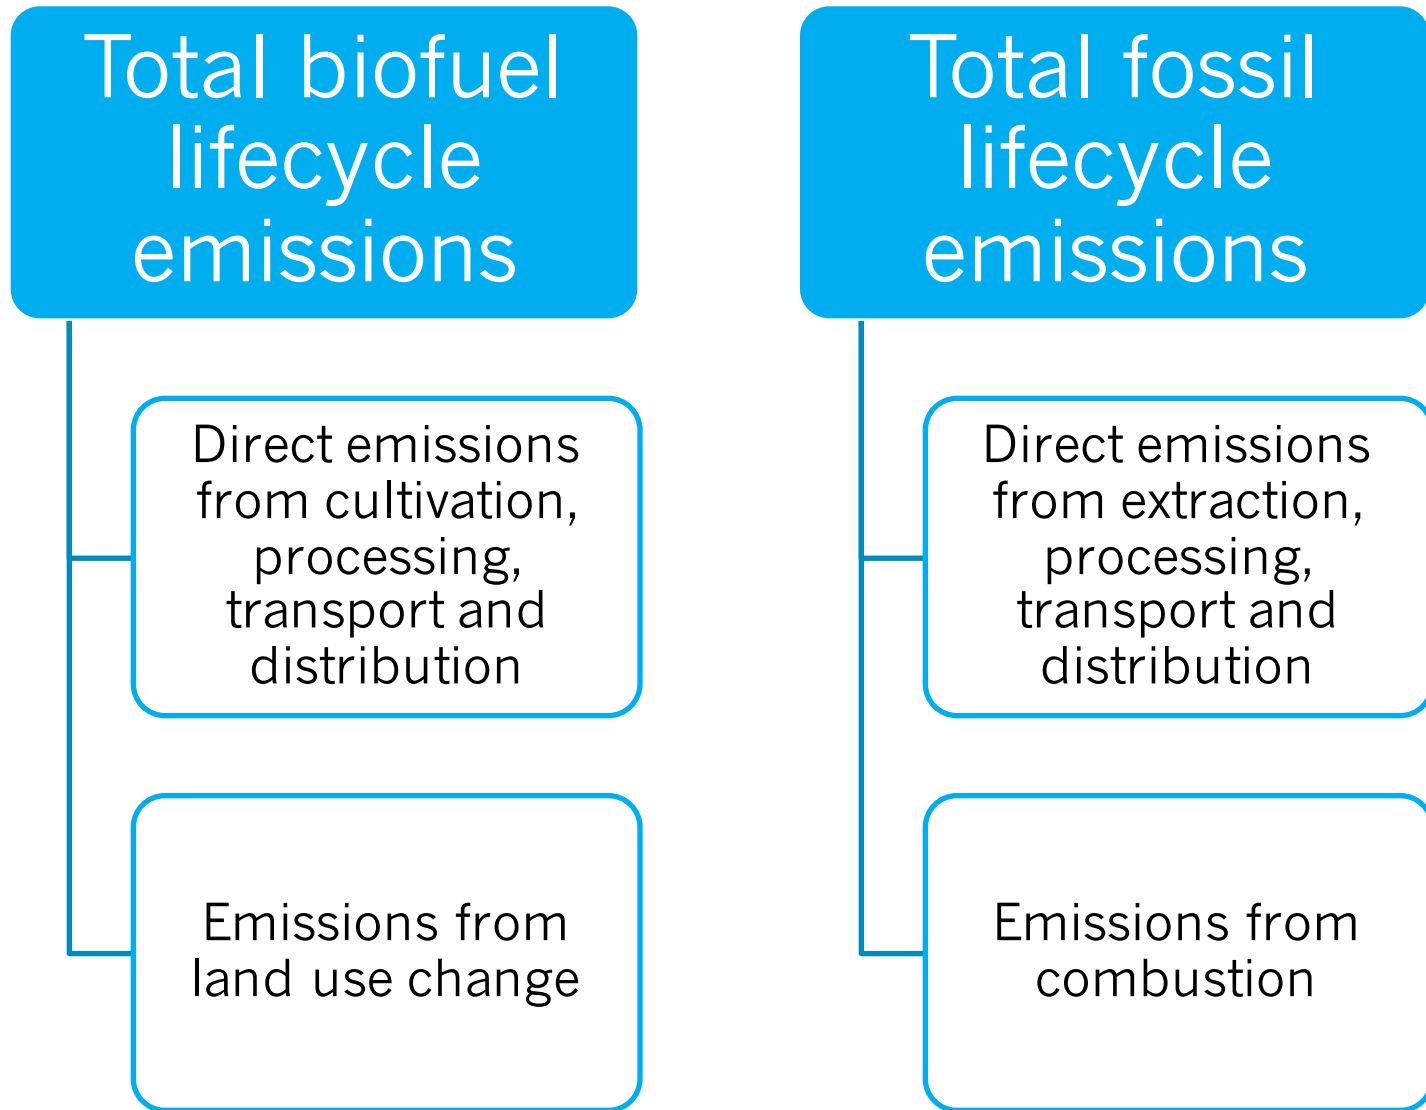 Total biofuel
lifecycle
emissions
Direct emissions
from cultivation,
processing,
transport and
distribution
Emissions from
land use change
Total fossil
lifecycle
emissions
Direct emissions
from extraction,
processing,
transport and
distribution
Emissions from
combustion